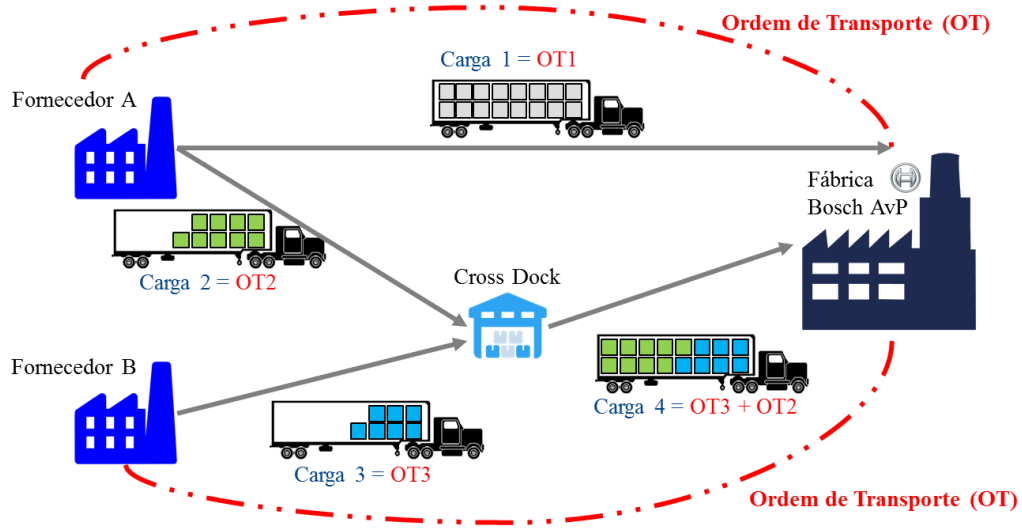 Ordem de Transporte (OT)
Carga 1 = OT1
Fornecedor A
Fábrica
Bosch AvP
Carga 2 = OT2
Cross Dock
Fornecedor B
Carga 4 = OT3 + OT2
Carga 3 = OT3
Ordem de Transporte (OT)